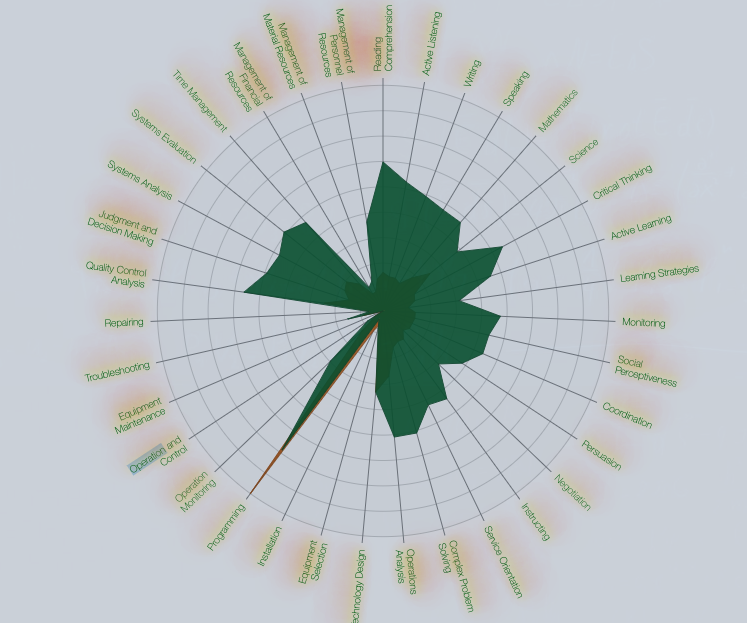 Reading
Comprehension
Active Listening
Writing
Speaking
Mathematics
Science
Critical Thinking
Active Learning
Learning Strategies
Monitoring
Social
Perceptiveness
Coordination
Persuasion
Negotiation
Instructing
Service Orientation
Complex Problem
Solving
Operations
Analysis
echnology Design
Equipment
Selection
Installation
Programming
Operation
Monitoring
Operation and
Control
Equipment
Maintenance
Troubleshooting
Repairing
Quality Control
Analysis
Judgment and
Decision Making
Systems Analysis
Systems Evaluation
Time Management
Management of
Financial
Resources
Management of
Material Resources
Management of
Personnel
Resources